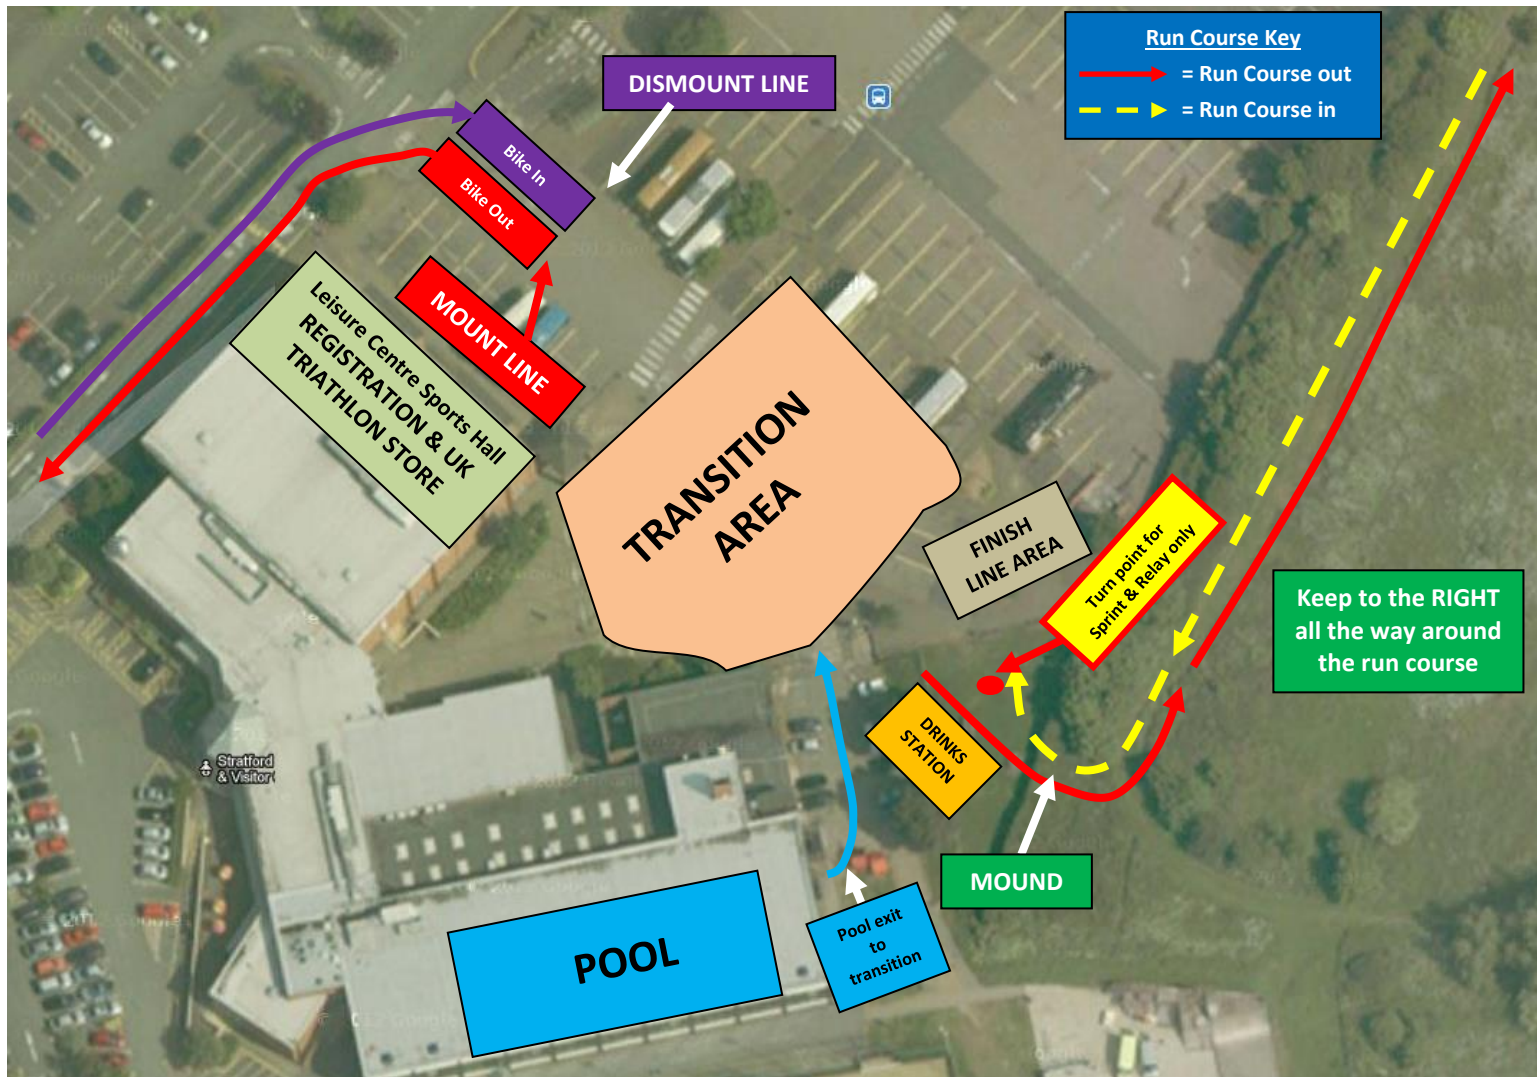 Run Course Key
= Run Course out
= Run Course in
DISMOUNT LINE
Bike In
Bike Out
MOUNT LINE
Leisure Centre Sports Hall
REGISTRATION & UK
TRIATHLON STORE
TRANSITION
AREA
FINISH
LINE AREA
Turn point for
Sprint & Relay only
Keep to the RIGHT
all the way around
the run course
DRINKS
STATION
MOUND
Stratford
& Visitor
POOL
Pool exit
to
transition